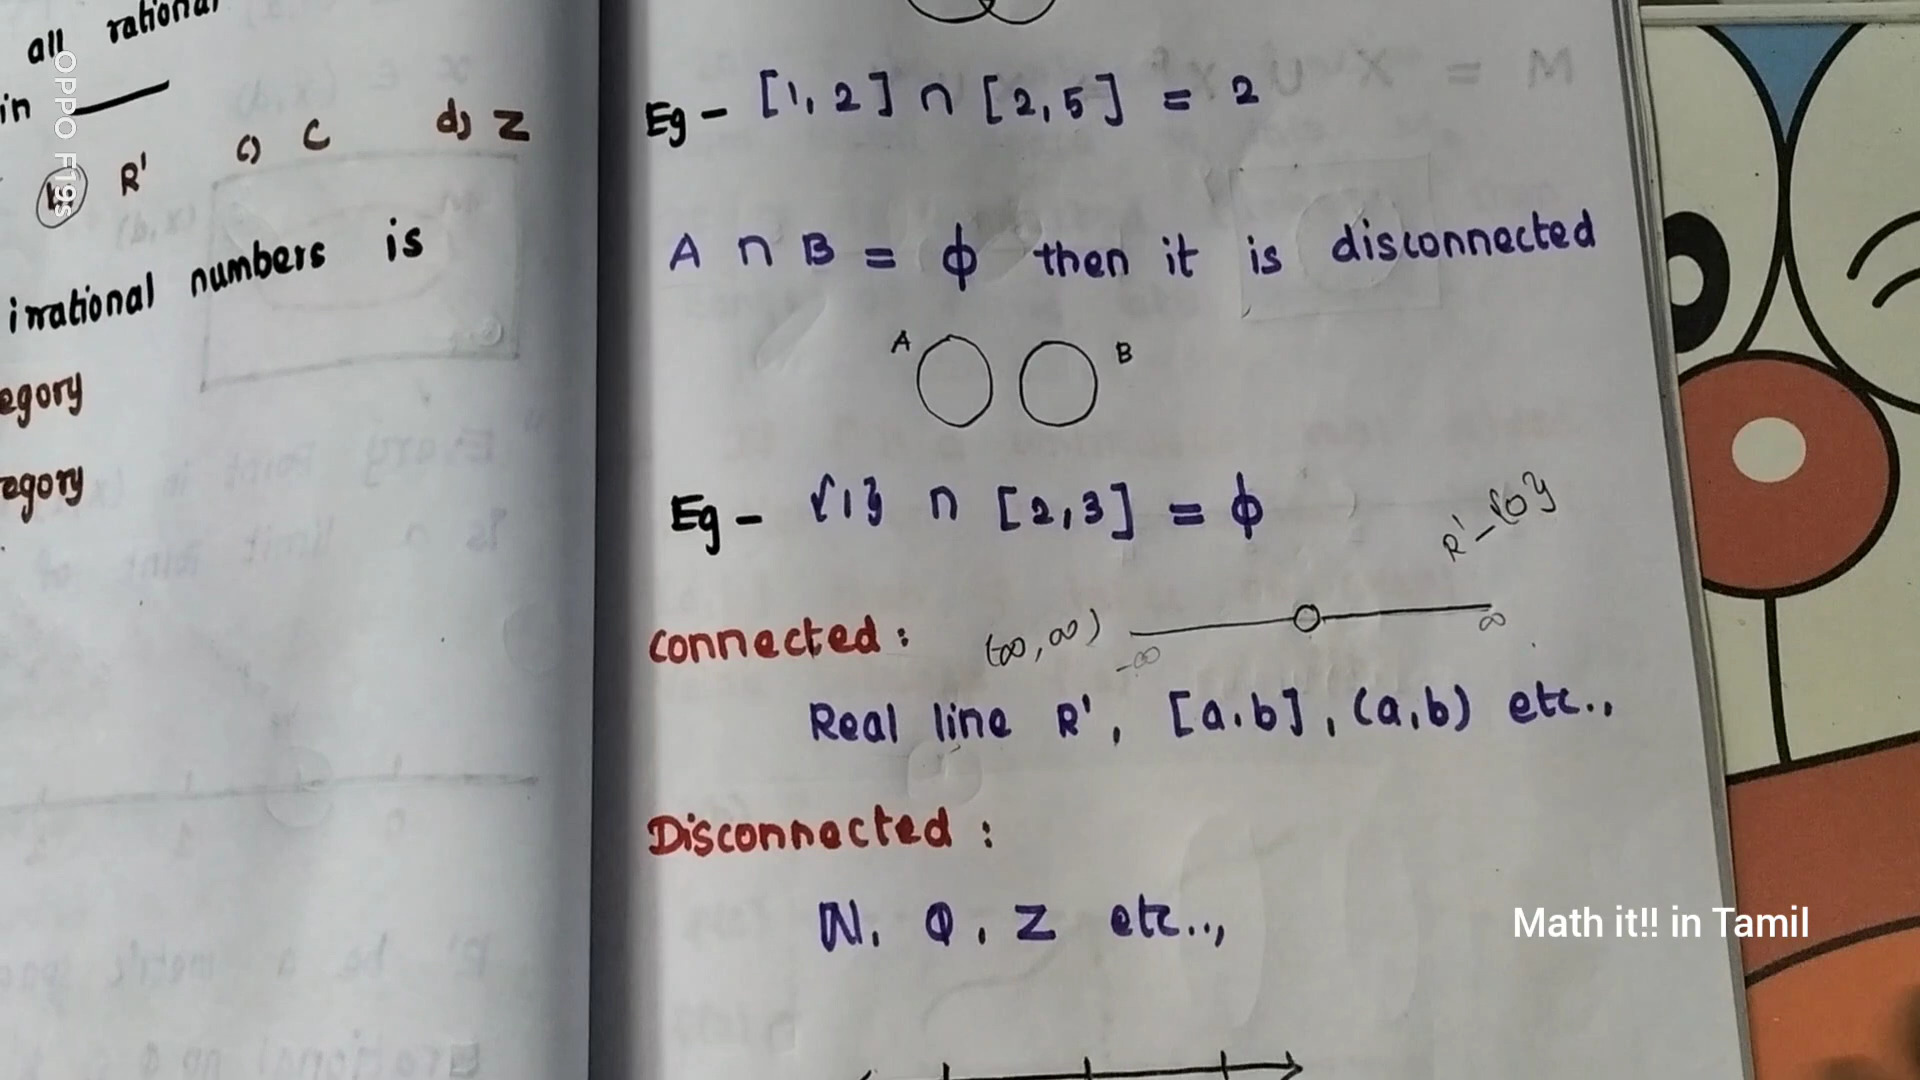 all rational
in
R' c) C d) Z
irrational numbers is
egory
egory
Eg - [1, 2] ∩ [2, 5] = 2
A ∩ B = ϕ then it is disconnected
A B
Eg - {1} ∩ [2, 3] = ϕ
R' - {0}
connected : (-∞, ∞)
-∞ ∞
Real line R', [a.b], (a,b) etc..,
Disconnected :
N, Q, Z etc..,
Math it!! in Tamil
OPPO F19s